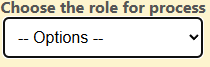 Choose the role for process
-- Options --